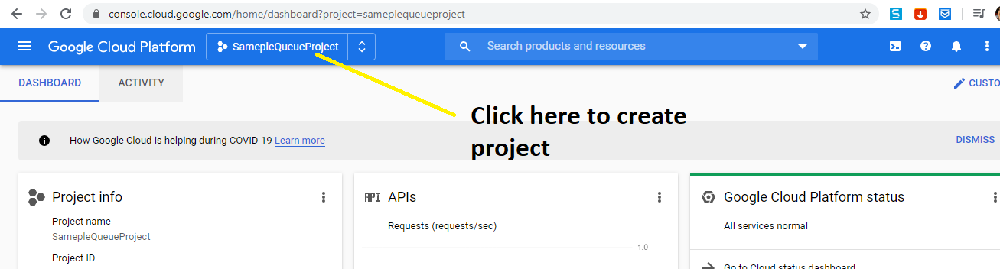 console.cloud.google.com/home/dashboard?project=sameplequeueproject
Google Cloud Platform
SamepleQueueProject
Search products and resources
DASHBOARD
ACTIVITY
CUSTO
Click here to create
project
How Google Cloud is helping during COVID-19 Learn more
DISMISS
Project info
Project name
SamepleQueueProject
Project ID
API APIs
Requests (requests/sec)
1.0
Google Cloud Platform status
All services normal
Go to Cloud status dashboard